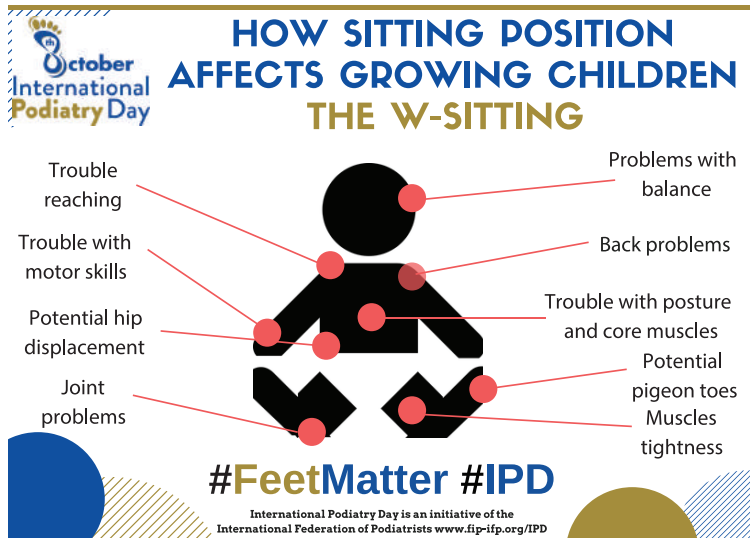 8th
October
International
Podiatry Day
HOW SITTING POSITION
AFFECTS GROWING CHILDREN
THE W-SITTING
Trouble
reaching
Trouble with
motor skills
Potential hip
displacement
Joint
problems
Problems with
balance
Back problems
Trouble with posture
and core muscles
Potential
pigeon toes
Muscles
tightness
#FeetMatter #IPD
International Podiatry Day is an initiative of the
International Federation of Podiatrists www.fip-ifp.org/IPD